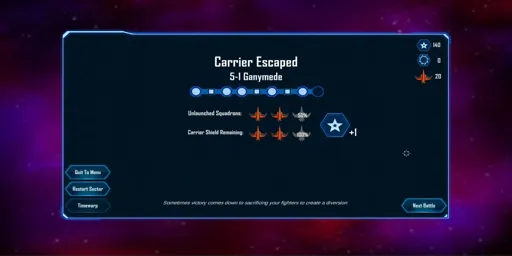 Carrier Escaped
5-1 Ganymede
140
0
20
Unlaunched Squadrons:
Carrier Shield Remaining:
100%
+1
Quit To Menu
Restart Sector
Timewarp
Sometimes victory comes down to sacrificing your fighters to create a diversion
Next Battle